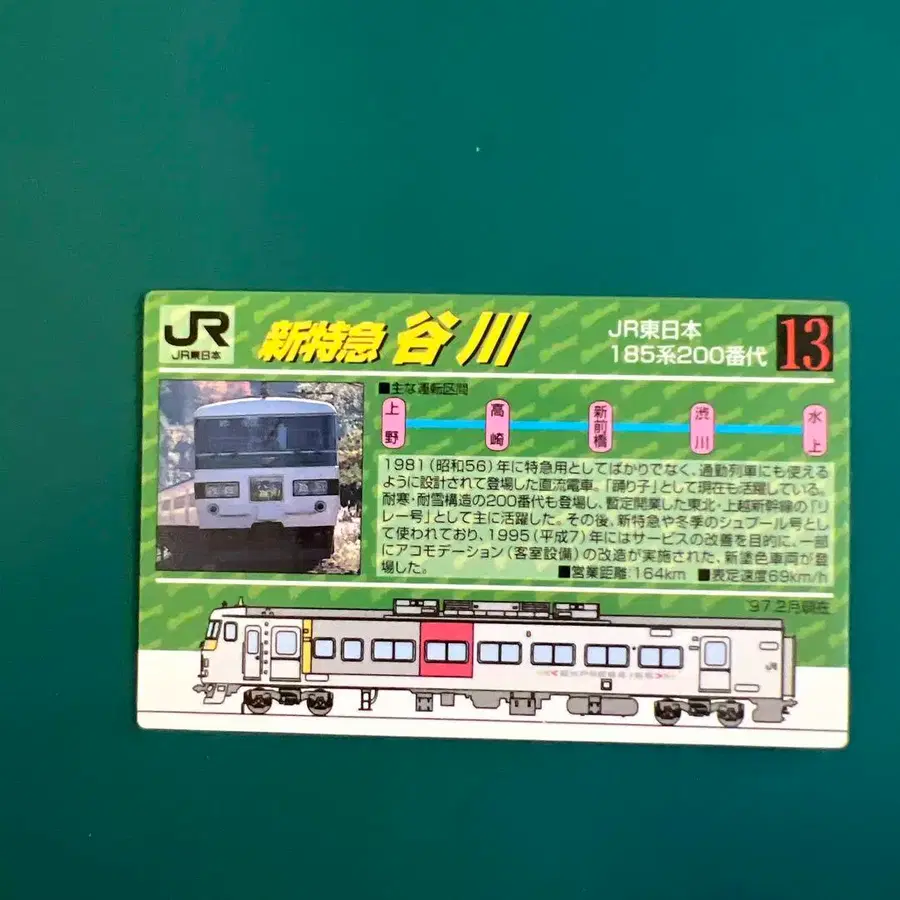 JR
JR東日本
新特急 谷川
JR東日本
185系200番代
13
■主な運転区間
上野
高崎
新前橋
渋川
水上
1981(昭和56)年に特急用としてばかりでなく、通勤列車にも使える
ように設計されて登場した直流電車。「踊り子」として現在も活躍している。
耐寒・耐雪構造の200番代も登場し、暫定開業した東北・上越新幹線の「リ
レー号」として主に活躍した。その後、新特急や冬季のシュプール号とし
て使われており、1995(平成7)年にはサービスの改善を目的に、一部
にアコモデーション(客室設備)の改造が実施された、新塗色車両が登
場した。
■営業距離:164km ■表定速度69km/h
'97.2月現在
JR